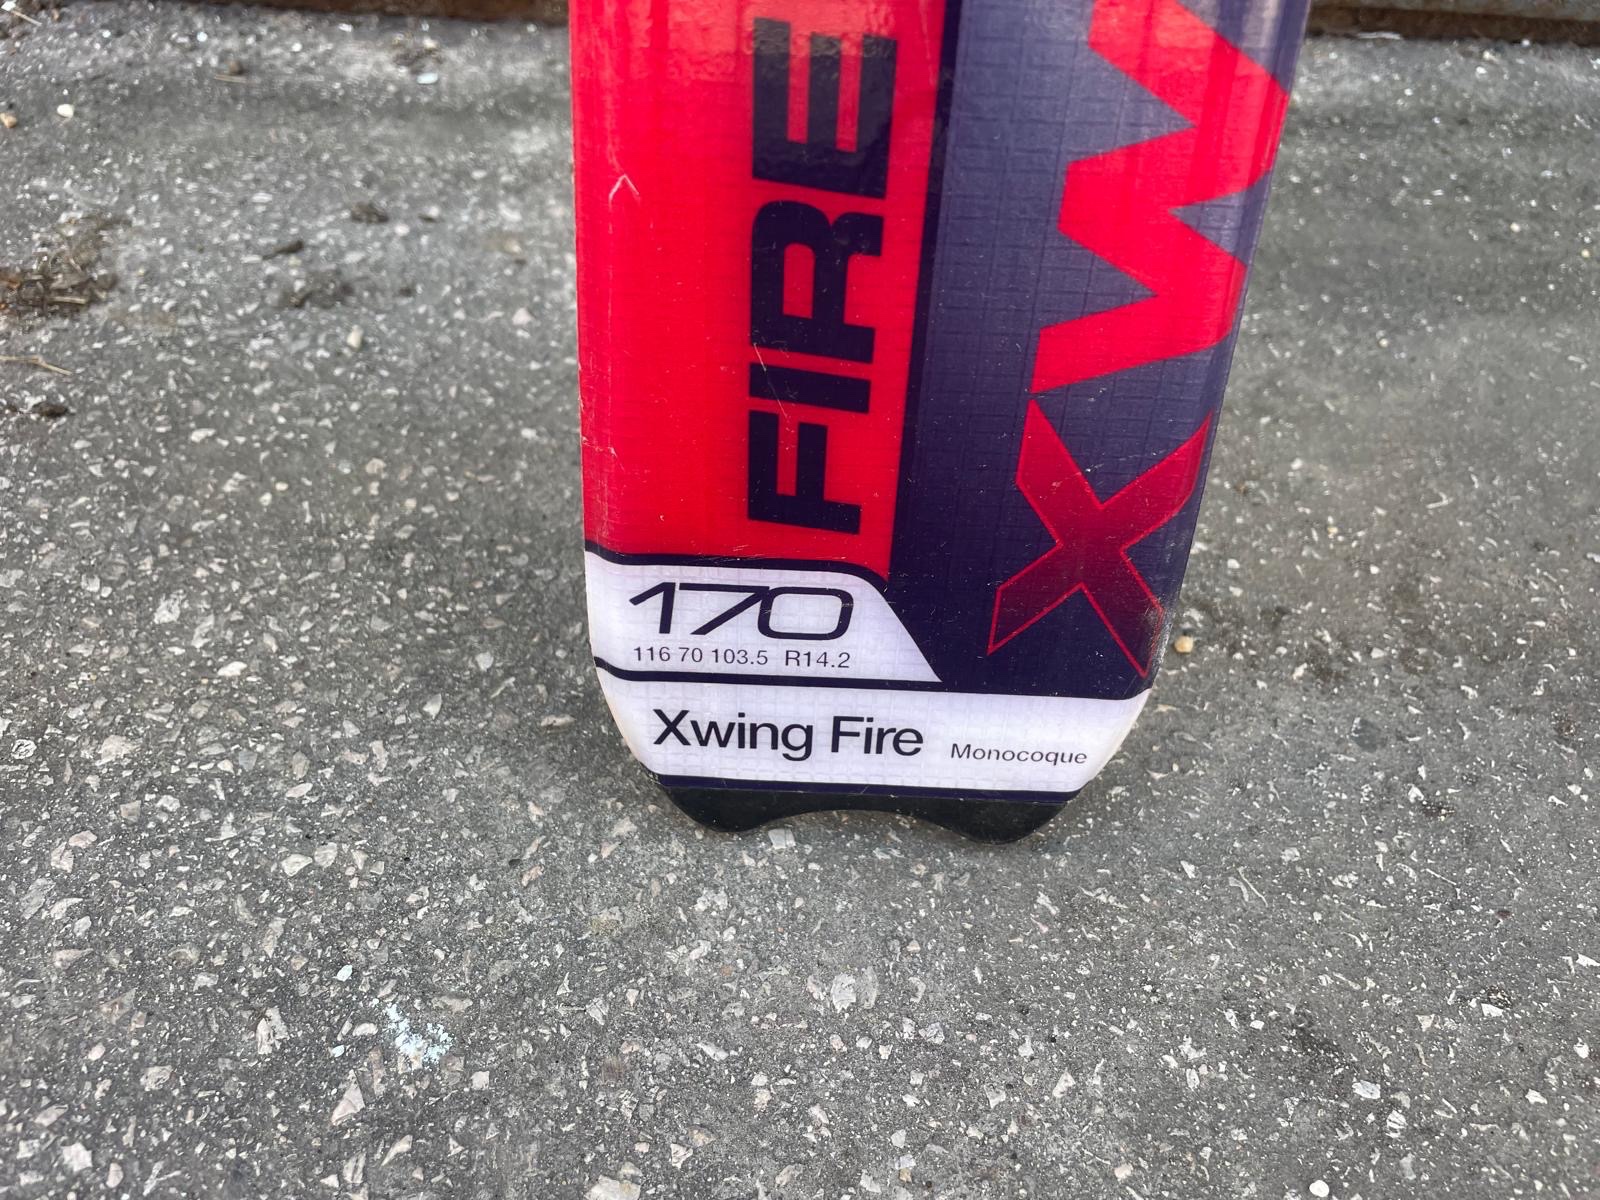 FIRE
XW
170
116 70 103.5 R14.2
Xwing Fire Monocoque